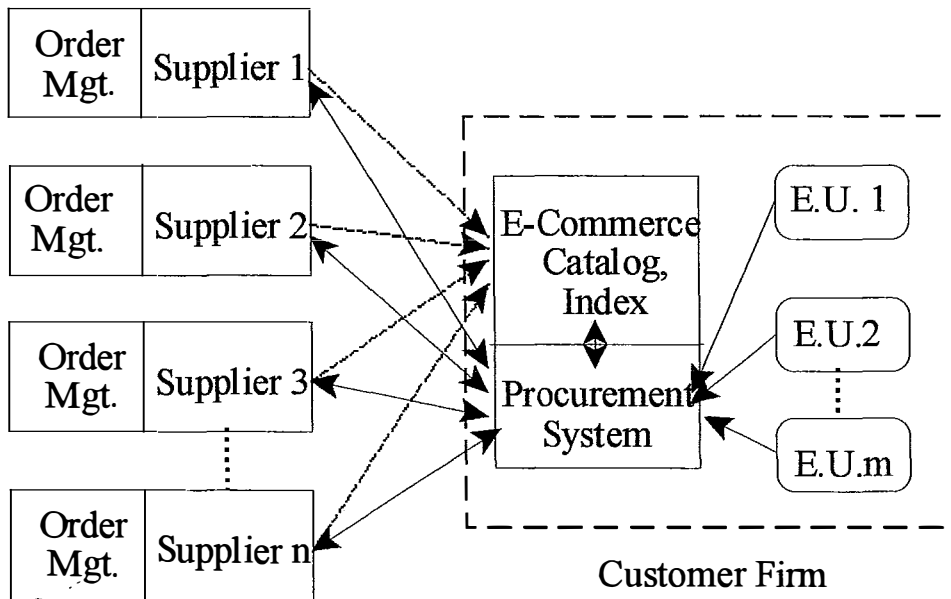 Order
Mgt.
Supplier 1
Order
Mgt.
Supplier 2
Order
Mgt.
Supplier 3
Order
Mgt.
Supplier n
E-Commerce
Catalog,
Index
Procurement
System
E.U. 1
E.U.2
E.U.m
Customer Firm